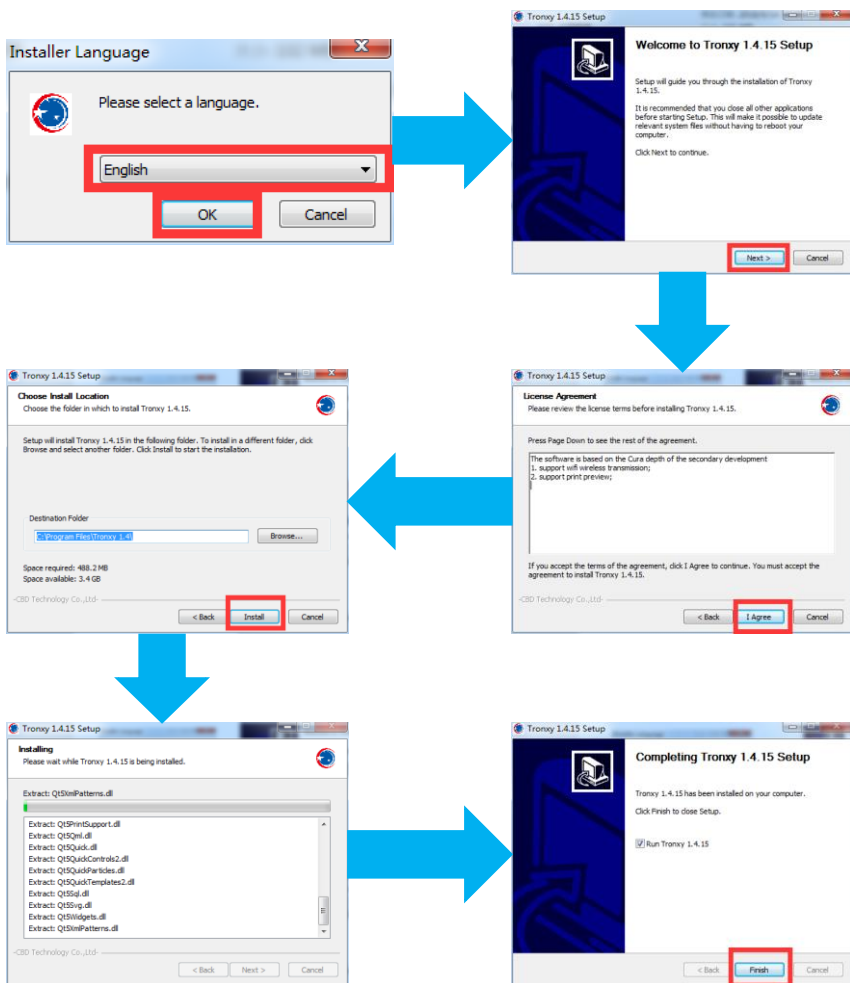 Installer Language
Please select a language.
English
OK
Cancel
Tronxy 1.4.15 Setup
Welcome to Tronxy 1.4.15 Setup
Setup will guide you through the installation of Tronxy
1.4.15.
It is recommended that you close all other applications
before starting Setup. This will make it possible to update
relevant system files without having to reboot your
computer.
Click Next to continue.
Next >
Cancel
Tronxy 1.4.15 Setup
License Agreement
Please review the license terms before installing Tronxy 1.4.15.
Press Page Down to see the rest of the agreement.
The software is based on the Cura depth of the secondary development
1. support wifi wireless transmission;
2. support print preview;
If you accept the terms of the agreement, click I Agree to continue. You must accept the
agreement to install Tronxy 1.4.15.
-CBD Technology Co.,Ltd-
< Back
I Agree
Cancel
Tronxy 1.4.15 Setup
Choose Install Location
Choose the folder in which to install Tronxy 1.4.15.
Setup will install Tronxy 1.4.15 in the following folder. To install in a different folder, click
Browse and select another folder. Click Install to start the installation.
Destination Folder
C:\Program Files\Tronxy 1.4\
Browse...
Space required: 488.2 MB
Space available: 3.4 GB
-CBD Technology Co.,Ltd-
< Back
Install
Cancel
Tronxy 1.4.15 Setup
Installing
Please wait while Tronxy 1.4.15 is being installed.
Extract: Qt5XmlPatterns.dll
Extract: Qt5PrintSupport.dll
Extract: Qt5Qml.dll
Extract: Qt5Quick.dll
Extract: Qt5QuickControls2.dll
Extract: Qt5QuickParticles.dll
Extract: Qt5QuickTemplates2.dll
Extract: Qt5Sql.dll
Extract: Qt5Svg.dll
Extract: Qt5Widgets.dll
Extract: Qt5XmlPatterns.dll
-CBD Technology Co.,Ltd-
< Back
Next >
Cancel
Tronxy 1.4.15 Setup
Completing Tronxy 1.4.15 Setup
Tronxy 1.4.15 has been installed on your computer.
Click Finish to close Setup.
Run Tronxy 1.4.15
< Back
Finish
Cancel